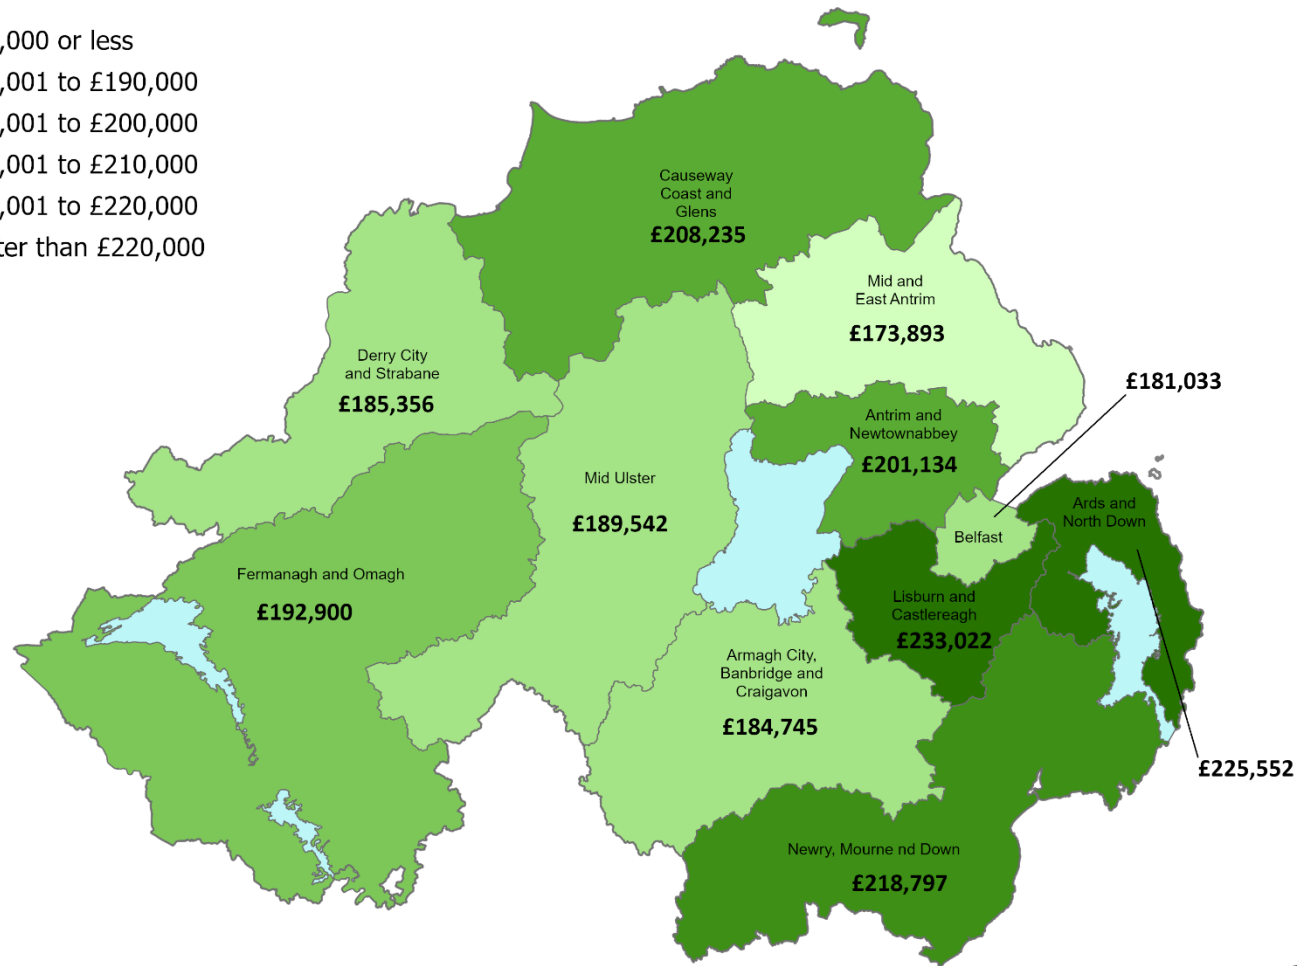 ,000 or less
,001 to £190,000
,001 to £200,000
,001 to £210,000
,001 to £220,000
ter than £220,000
Causeway
Coast and
Glens
£208,235
Mid and
East Antrim
£173,893
Derry City
and Strabane
£185,356
£181,033
Antrim and
Newtownabbey
£201,134
Mid Ulster
£189,542
Ards and
North Down
Belfast
Fermanagh and Omagh
£192,900
Lisburn and
Castlereagh
£233,022
Armagh City,
Banbridge and
Craigavon
£184,745
£225,552
Newry, Mourne nd Down
£218,797